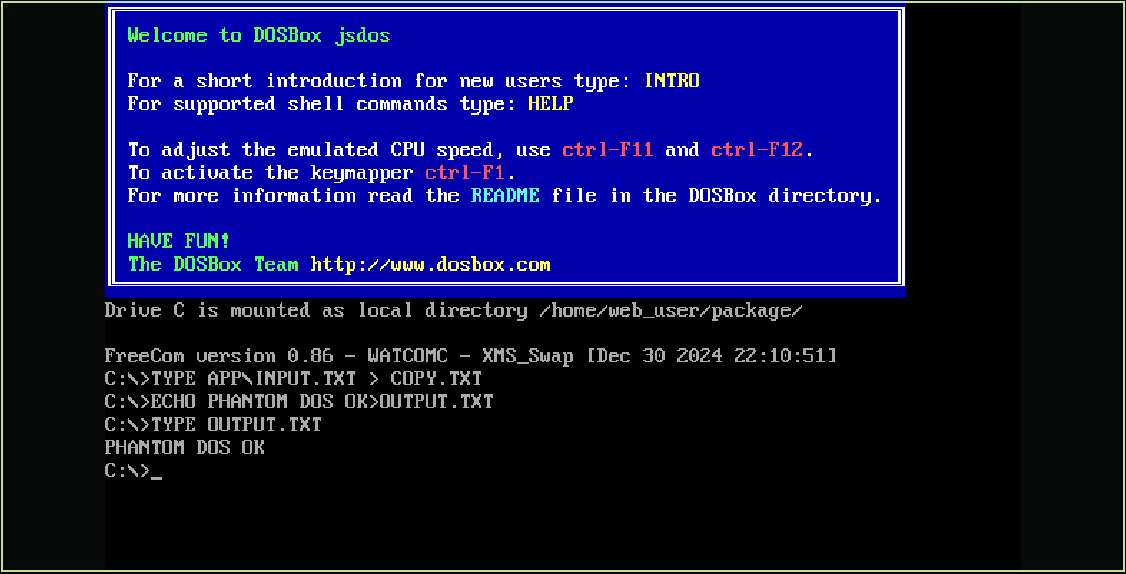 Welcome to DOSBox jsdos
For a short introduction for new users type: INTRO
For supported shell commands type: HELP
To adjust the emulated CPU speed, use ctrl-F11 and ctrl-F12.
To activate the keymapper ctrl-F1.
For more information read the README file in the DOSBox directory.
HAVE FUN!
The DOSBox Team http://www.dosbox.com
Drive C is mounted as local directory /home/web_user/package/
FreeCom version 0.86 - WATCOMC - XMS_Swap [Dec 30 2024 22:10:51]
C:\>TYPE APP\INPUT.TXT > COPY.TXT
C:\>ECHO PHANTOM DOS OK>OUTPUT.TXT
C:\>TYPE OUTPUT.TXT
PHANTOM DOS OK
C:\>_